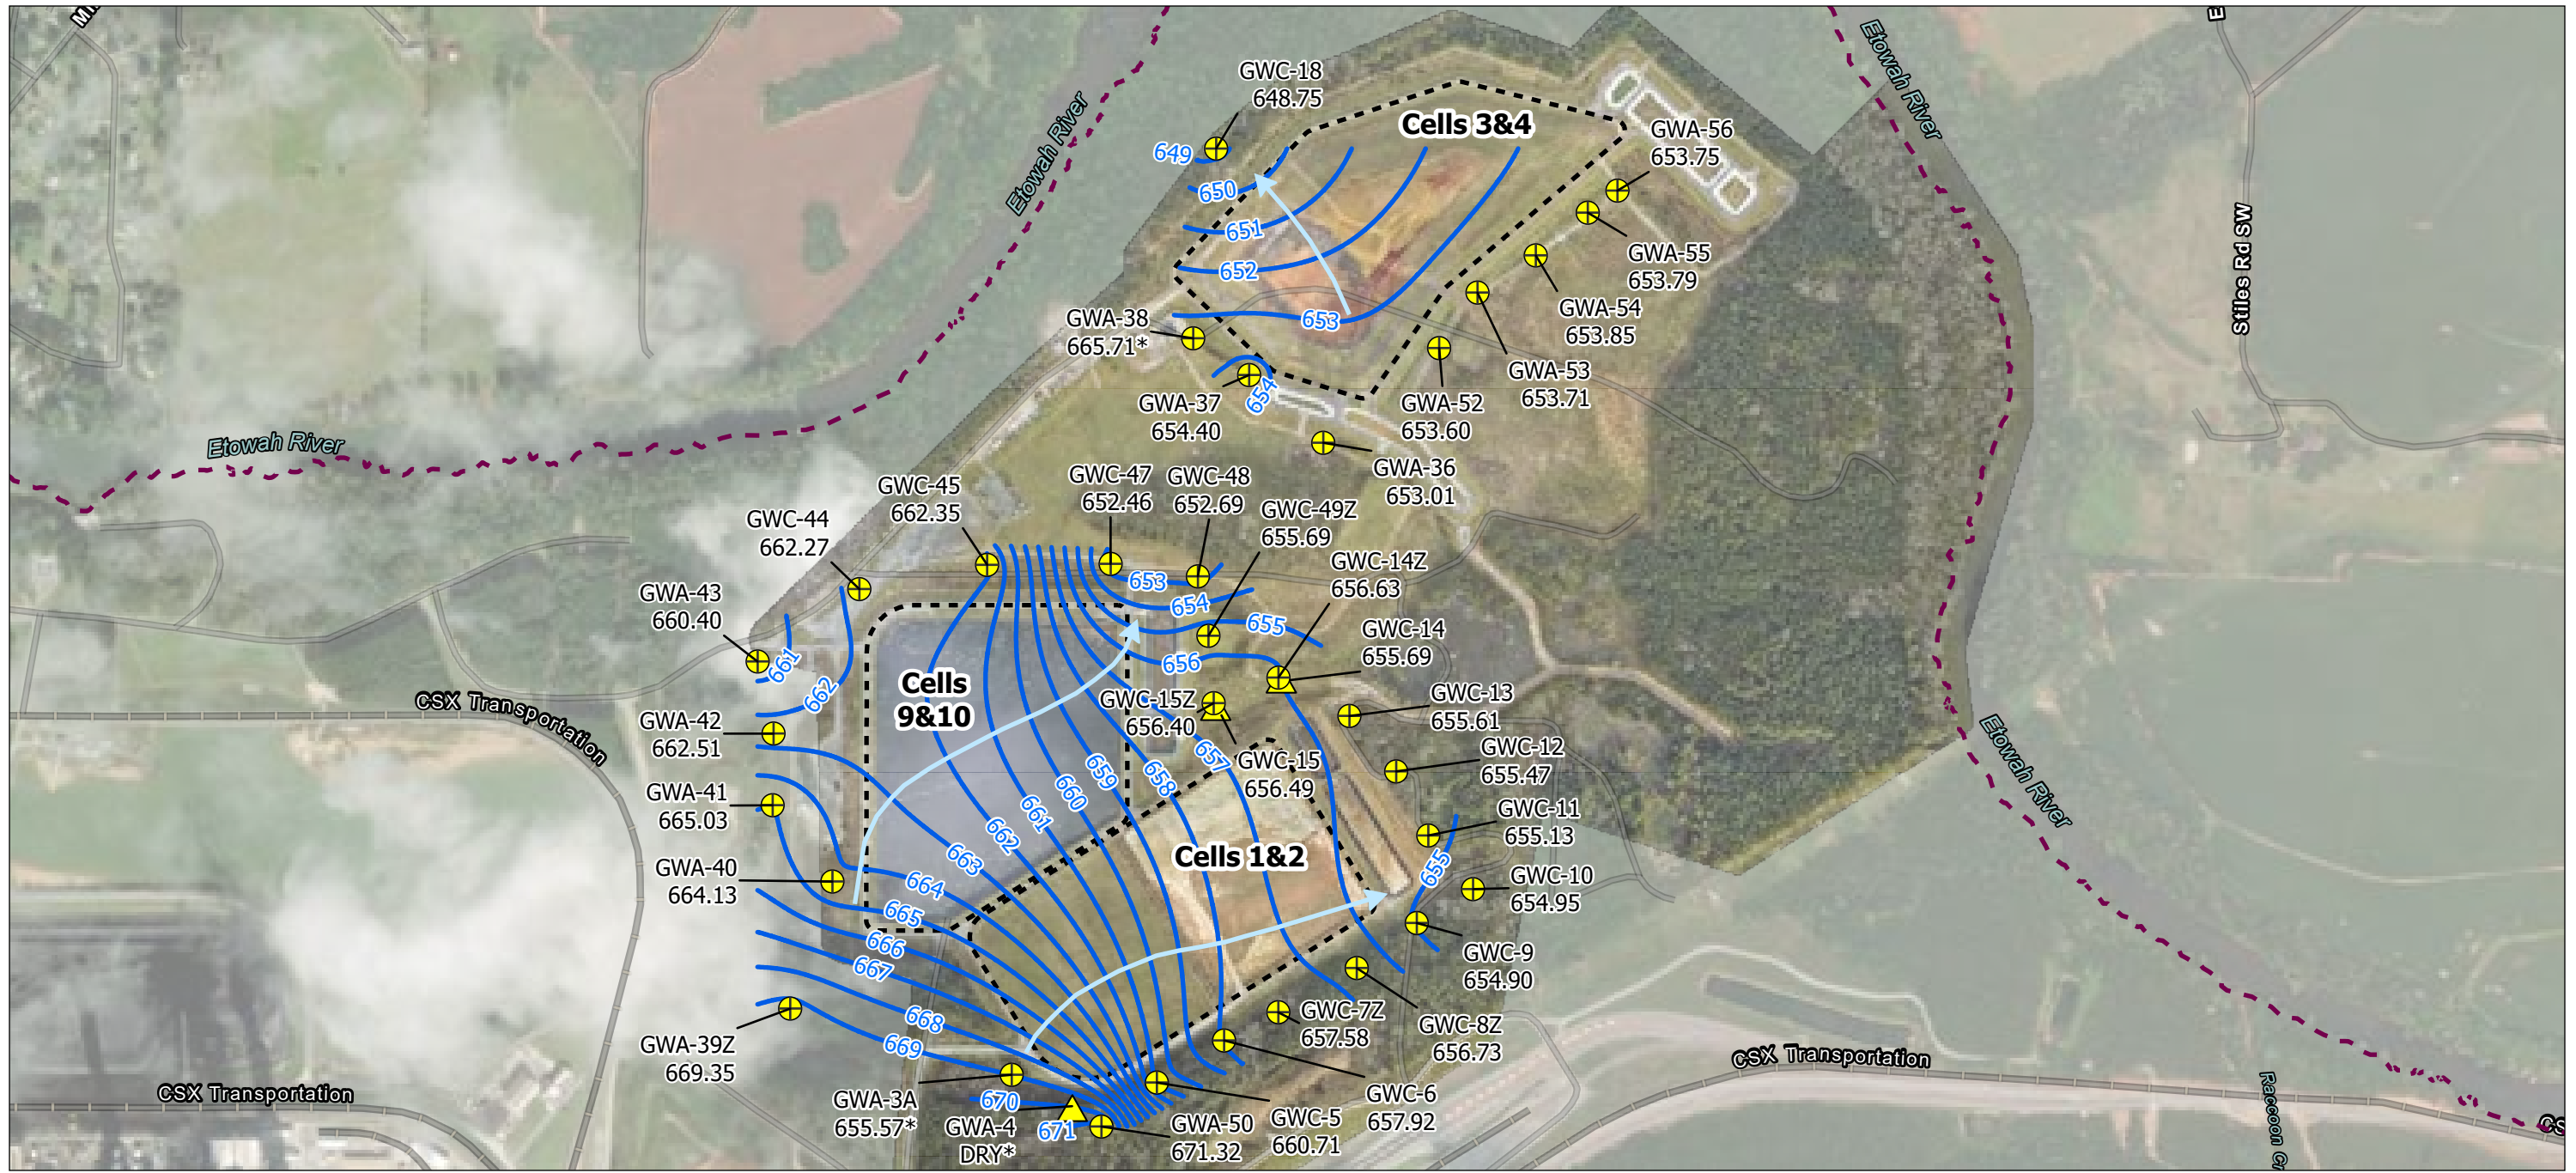 Etowah River
Etowah River
Etowah River
Etowah River
Stiles Rd SW
E
GWC-18
648.75
Cells 3&4
GWA-56
653.75
GWA-55
653.79
GWA-54
653.85
GWA-53
653.71
GWA-52
653.60
649
650
651
652
653
654
GWA-38
665.71*
GWA-37
654.40
GWA-36
653.01
GWC-45
662.35
GWC-47
652.46
GWC-48
652.69
GWC-49Z
655.69
GWC-44
662.27
GWC-14Z
656.63
GWA-43
660.40
GWC-14
655.69
653
654
655
656
661
662
Cells
9&10
CSX Transportation
GWA-42
662.51
GWC-15Z
656.40
GWC-13
655.61
GWC-12
655.47
GWC-15
656.49
657
658
659
660
661
662
663
664
665
666
667
668
669
670
671
GWA-41
665.03
GWC-11
655.13
Cells 1&2
655
GWA-40
664.13
GWC-10
654.95
GWC-9
654.90
GWC-7Z
657.58
GWC-8Z
656.73
GWA-39Z
669.35
GWA-3A
655.57*
GWA-4
DRY*
GWA-50
671.32
GWC-5
660.71
GWC-6
657.92
CSX Transportation
CSX Transportation
Raccoon Cr
CS